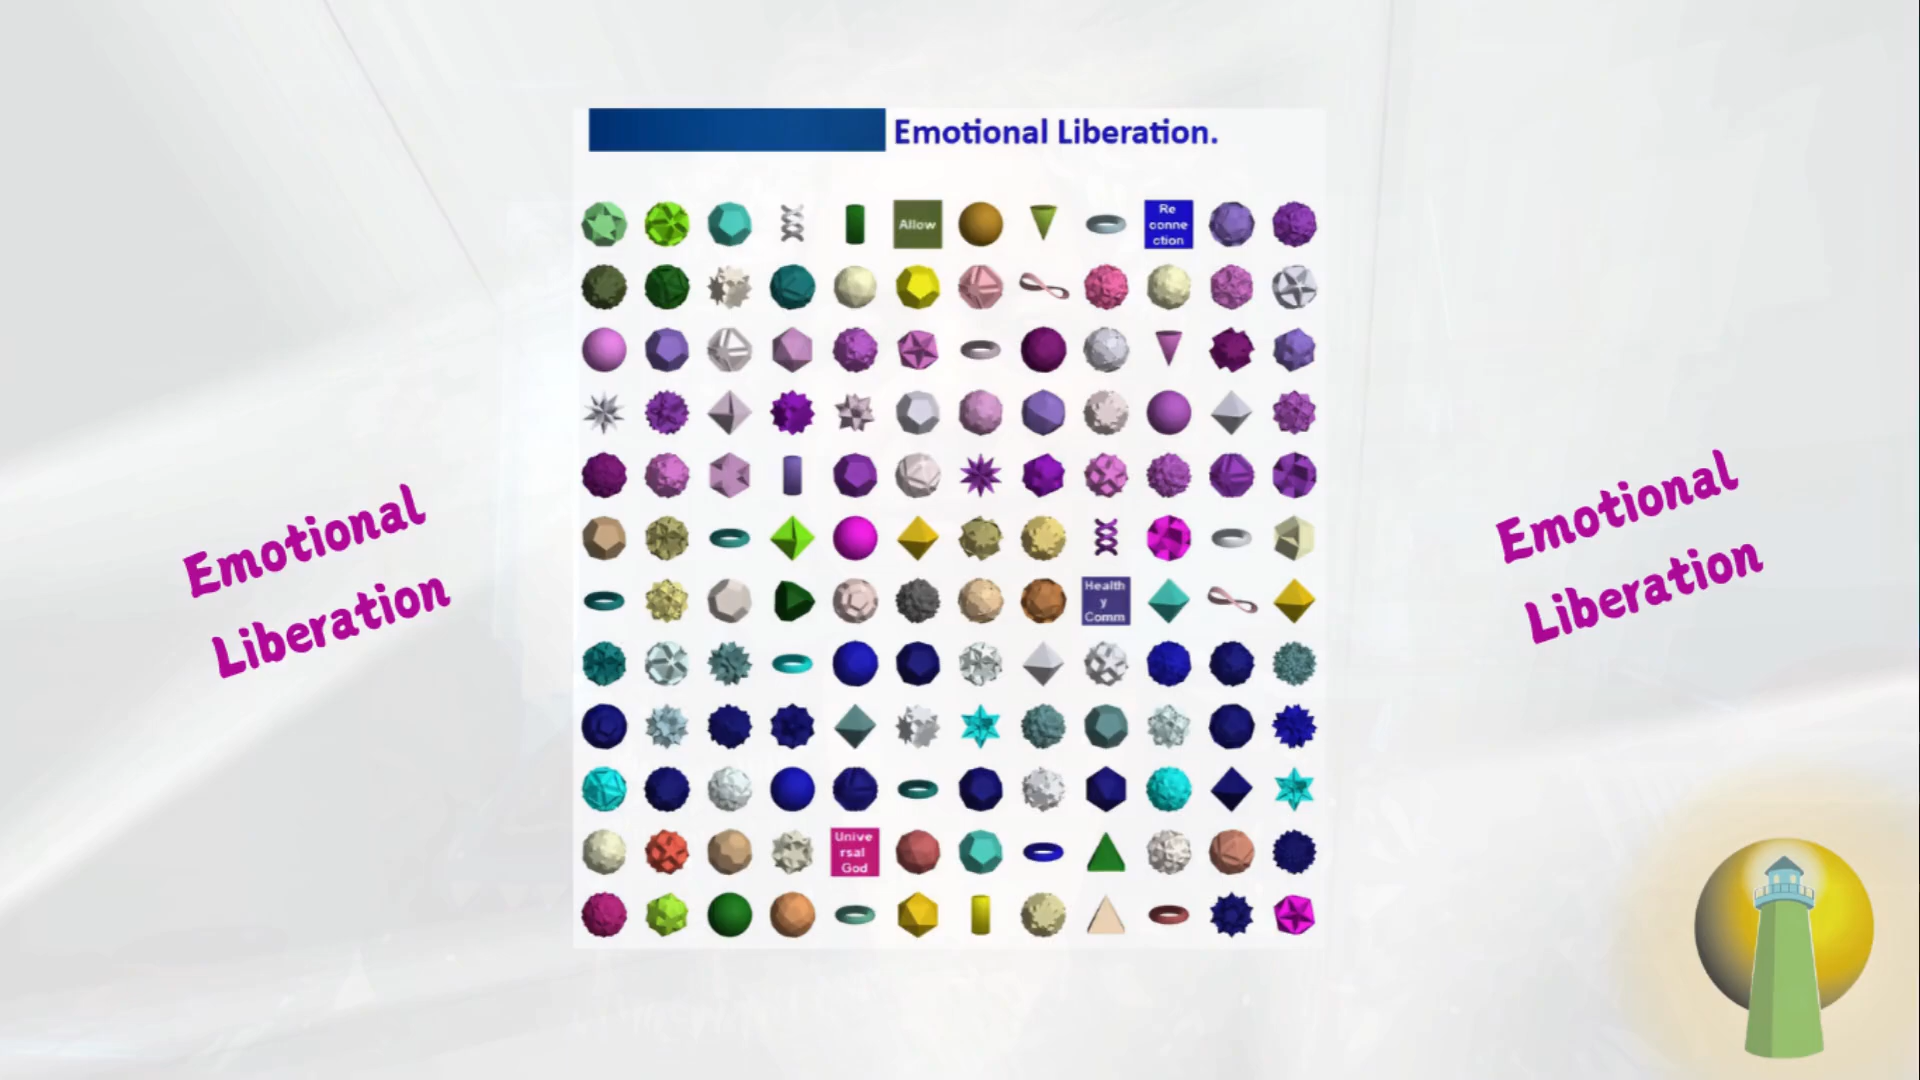 Emotional Liberation.
Allow
Re
conne
ction
Emotional
Liberation
Emotional
Liberation
Health
y
Comm
Unive
rsal
God